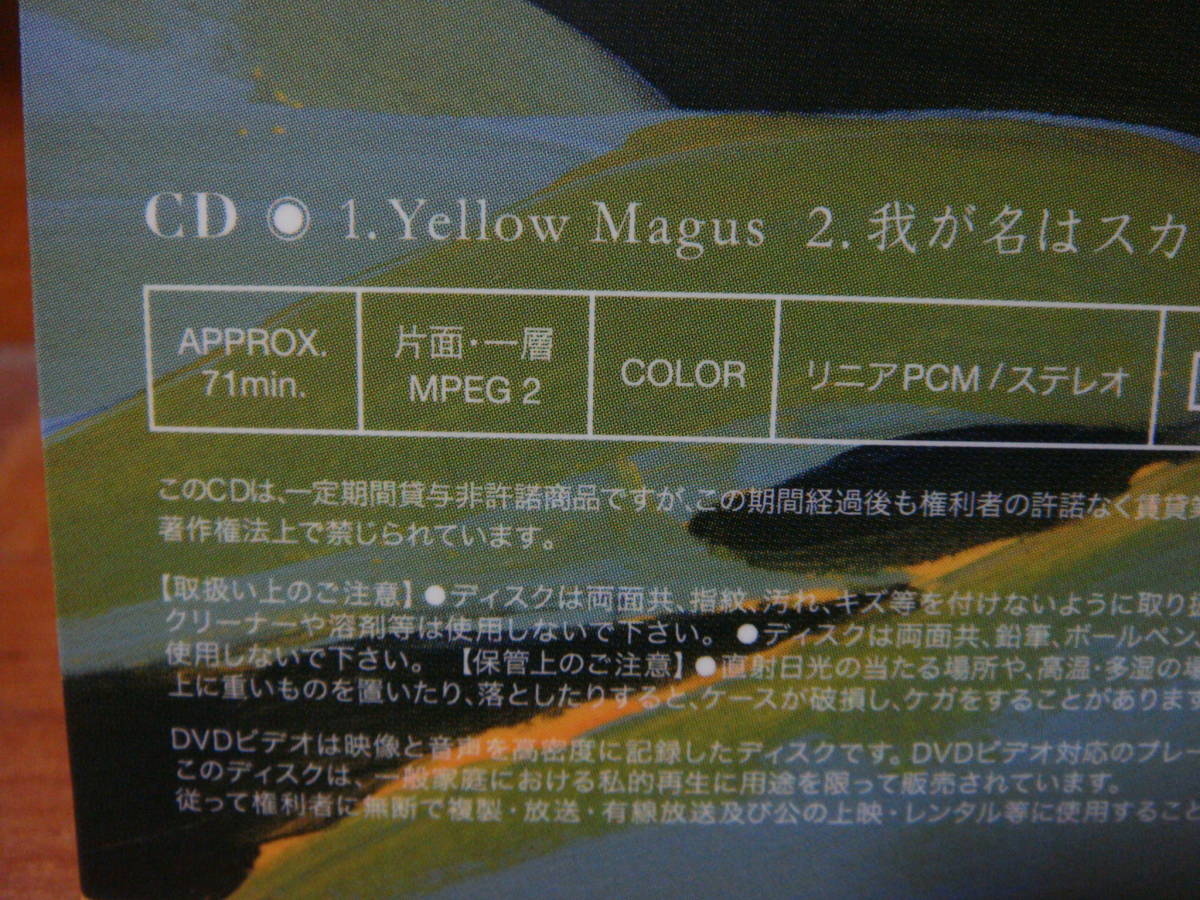 CD 1.Yellow Magus 2.我が名はスカ
APPROX.
71min.
片面・一層
MPEG 2
COLOR
リニアPCM/ステレオ
このCDは、一定期間貸与非許諾商品ですが、この期間経過後も権利者の許諾なく賃貸
著作権法上で禁じられています。
【取扱い上のご注意】●ディスクは両面共、指紋、汚れ、キズ等を付けないように取り
クリーナーや溶剤等は使用しないで下さい。 ●ディスクは両面共、鉛筆、ボールペン、
使用しないで下さい。 【保管上のご注意】●直射日光の当たる場所や、高温・多湿の場
上に重いものを置いたり、落としたりすると、ケースが破損し、ケガをすることがあります
DVDビデオは映像と音声を高密度に記録したディスクです。DVDビデオ対応のプレー
このディスクは、一般家庭における私的再生に用途を限って販売されています。
従って権利者に無断で複製・放送・有線放送及び公の上映・レンタル等に使用すること